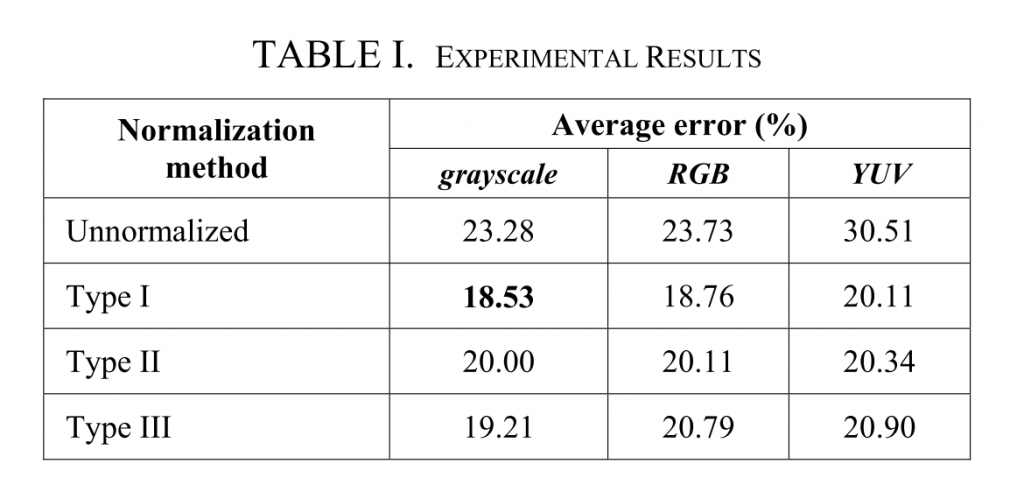 TABLE I. EXPERIMENTAL RESULTS
Normalization method
Average error (%)
grayscale RGB YUV
Unnormalized 23.28 23.73 30.51
Type I 18.53 18.76 20.11
Type II 20.00 20.11 20.34
Type III 19.21 20.79 20.90